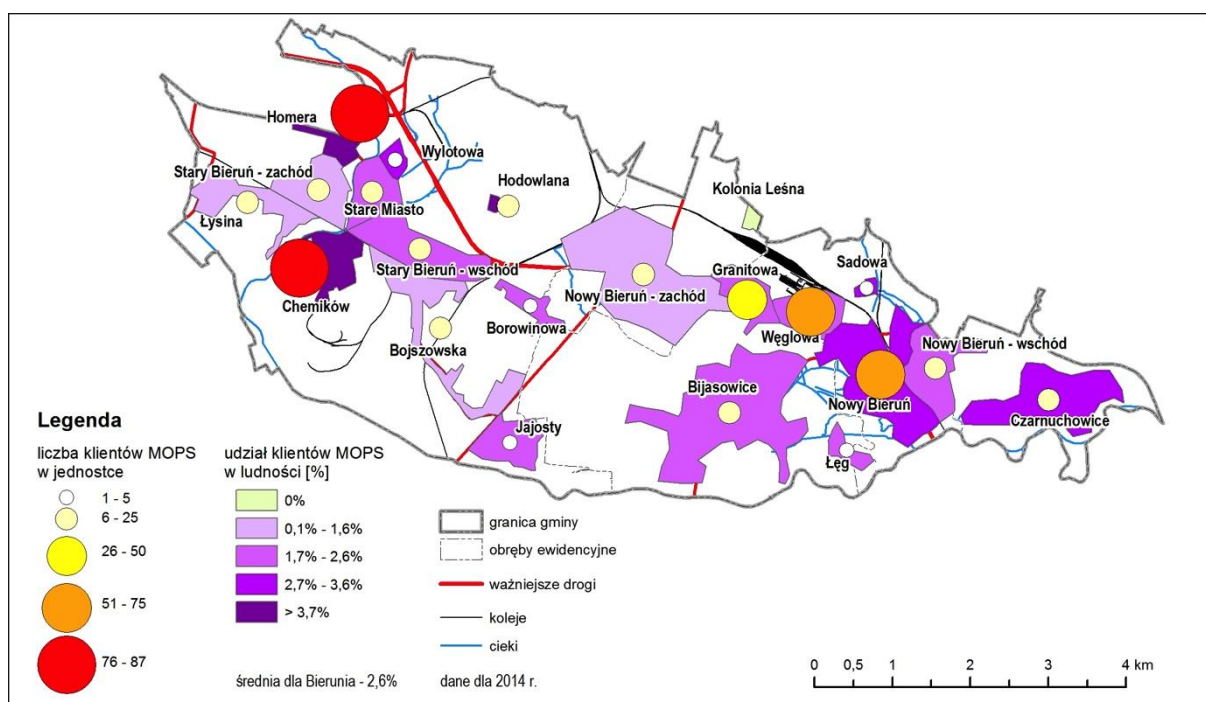 Homera
Wylotowa
Stary Bieruń - zachód
Hodowlana
Kolonia Leśna
Łysina
Stare Miasto
Stary Bieruń - wschód
Granitowa
Sadowa
Chemików
Nowy Bieruń - zachód
Borowinowa
Węglowa
Nowy Bieruń - wschód
Bojszowska
Bijasowice
Nowy Bieruń
Czarnuchowice
Jajosty
Łęg
Legenda
liczba klientów MOPS
w jednostce
1 - 5
6 - 25
26 - 50
51 - 75
76 - 87
udział klientów MOPS
w ludności [%]
0%
0,1% - 1,6%
1,7% - 2,6%
2,7% - 3,6%
> 3,7%
średnia dla Bierunia - 2,6%
granica gminy
obręby ewidencyjne
ważniejsze drogi
koleje
cieki
dane dla 2014 r.
0 0,5 1 2 3 4 km